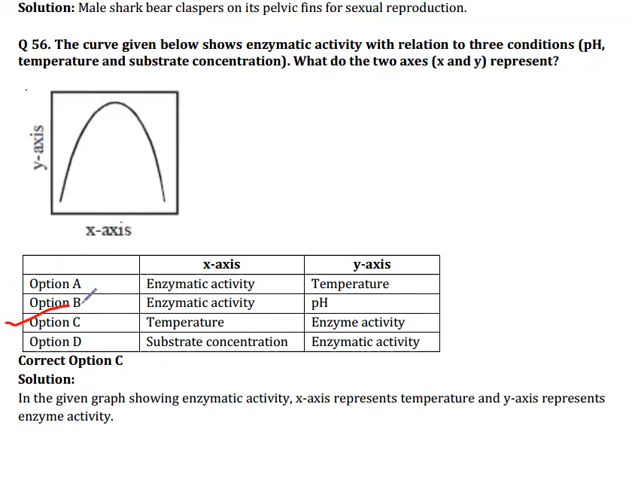 Solution: Male shark bear claspers on its pelvic fins for sexual reproduction.
Q 56. The curve given below shows enzymatic activity with relation to three conditions (pH,
temperature and substrate concentration). What do the two axes (x and y) represent?
y-axis
x-axis
x-axis y-axis
Option A Enzymatic activity Temperature
Option B Enzymatic activity pH
Option C Temperature Enzyme activity
Option D Substrate concentration Enzymatic activity
Correct Option C
Solution:
In the given graph showing enzymatic activity, x-axis represents temperature and y-axis represents
enzyme activity.